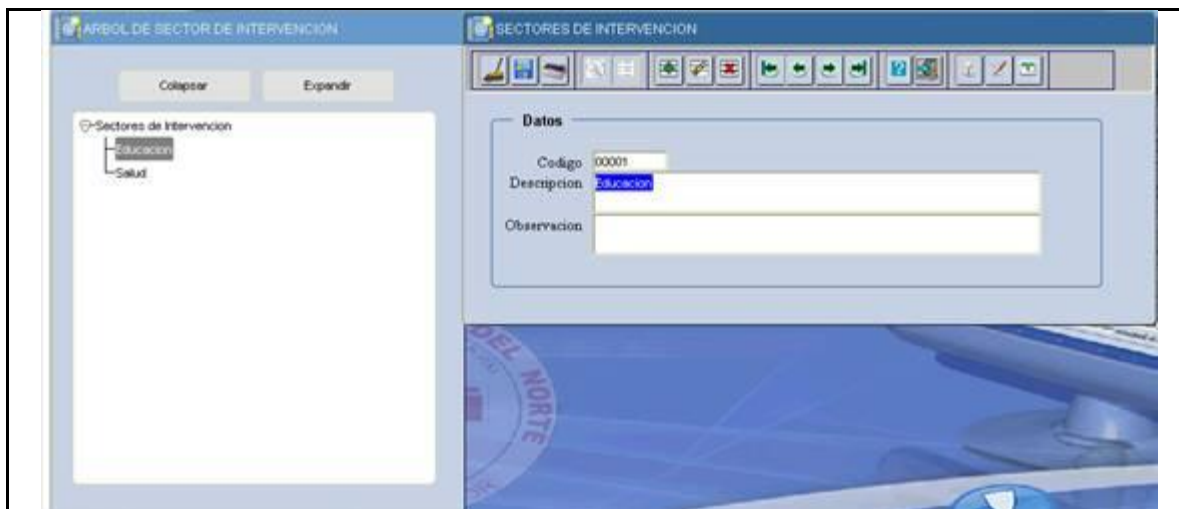 ARBOL DE SECTOR DE INTERVENCION
Colapsar
Expandir
Sectores de Intervencion
Educacion
Salud
SECTORES DE INTERVENCION
Datos
Codigo 00001
Descripcion Educacion
Observacion
DEL NORTE